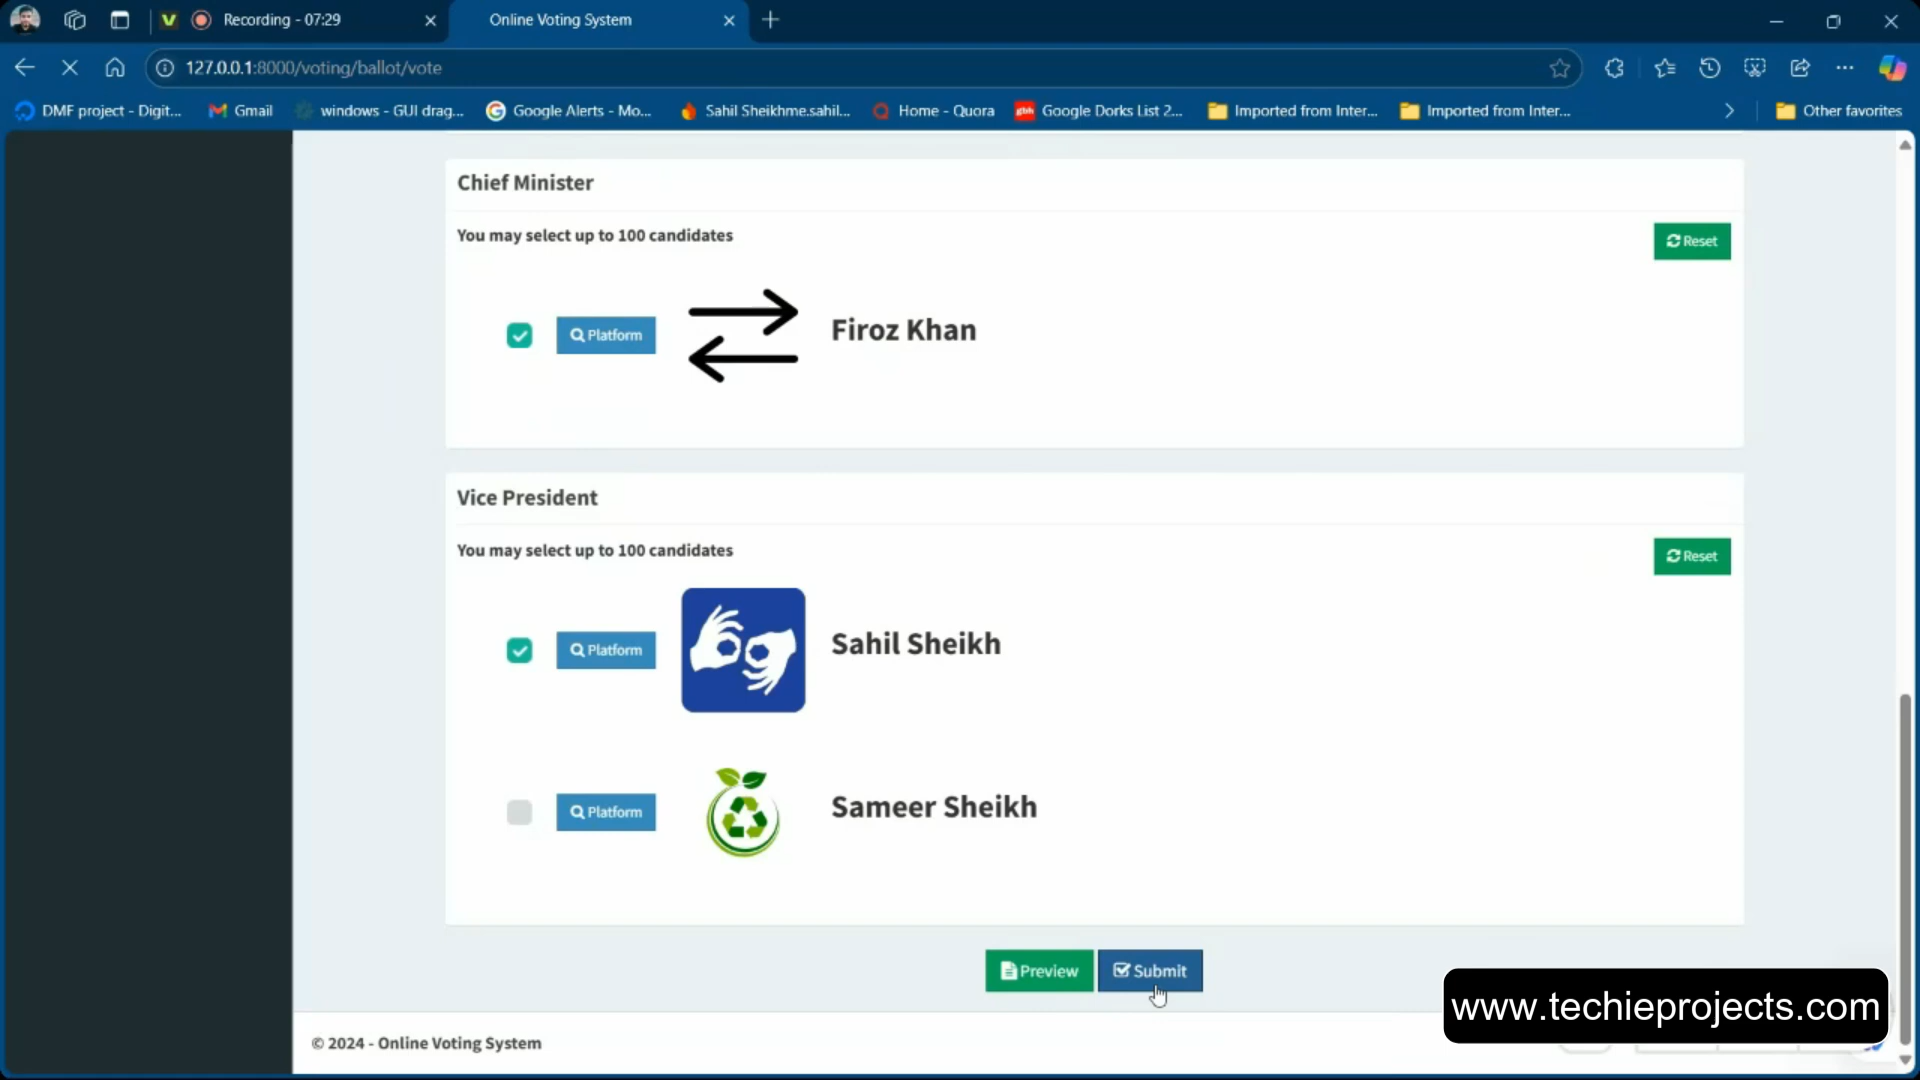 Recording - 07:29
Online Voting System
127.0.0.1:8000/voting/ballot/vote
DMF project - Digit...
Gmail
windows - GUI drag...
Google Alerts - Mo...
Sahil Sheikhme.sahil...
Home - Quora
Google Dorks List 2...
Imported from Inter...
Imported from Inter...
Other favorites
Chief Minister
You may select up to 100 candidates
Reset
Platform
Firoz Khan
Vice President
You may select up to 100 candidates
Reset
Platform
Sahil Sheikh
Platform
Sameer Sheikh
Preview
Submit
www.techieprojects.com
© 2024 - Online Voting System